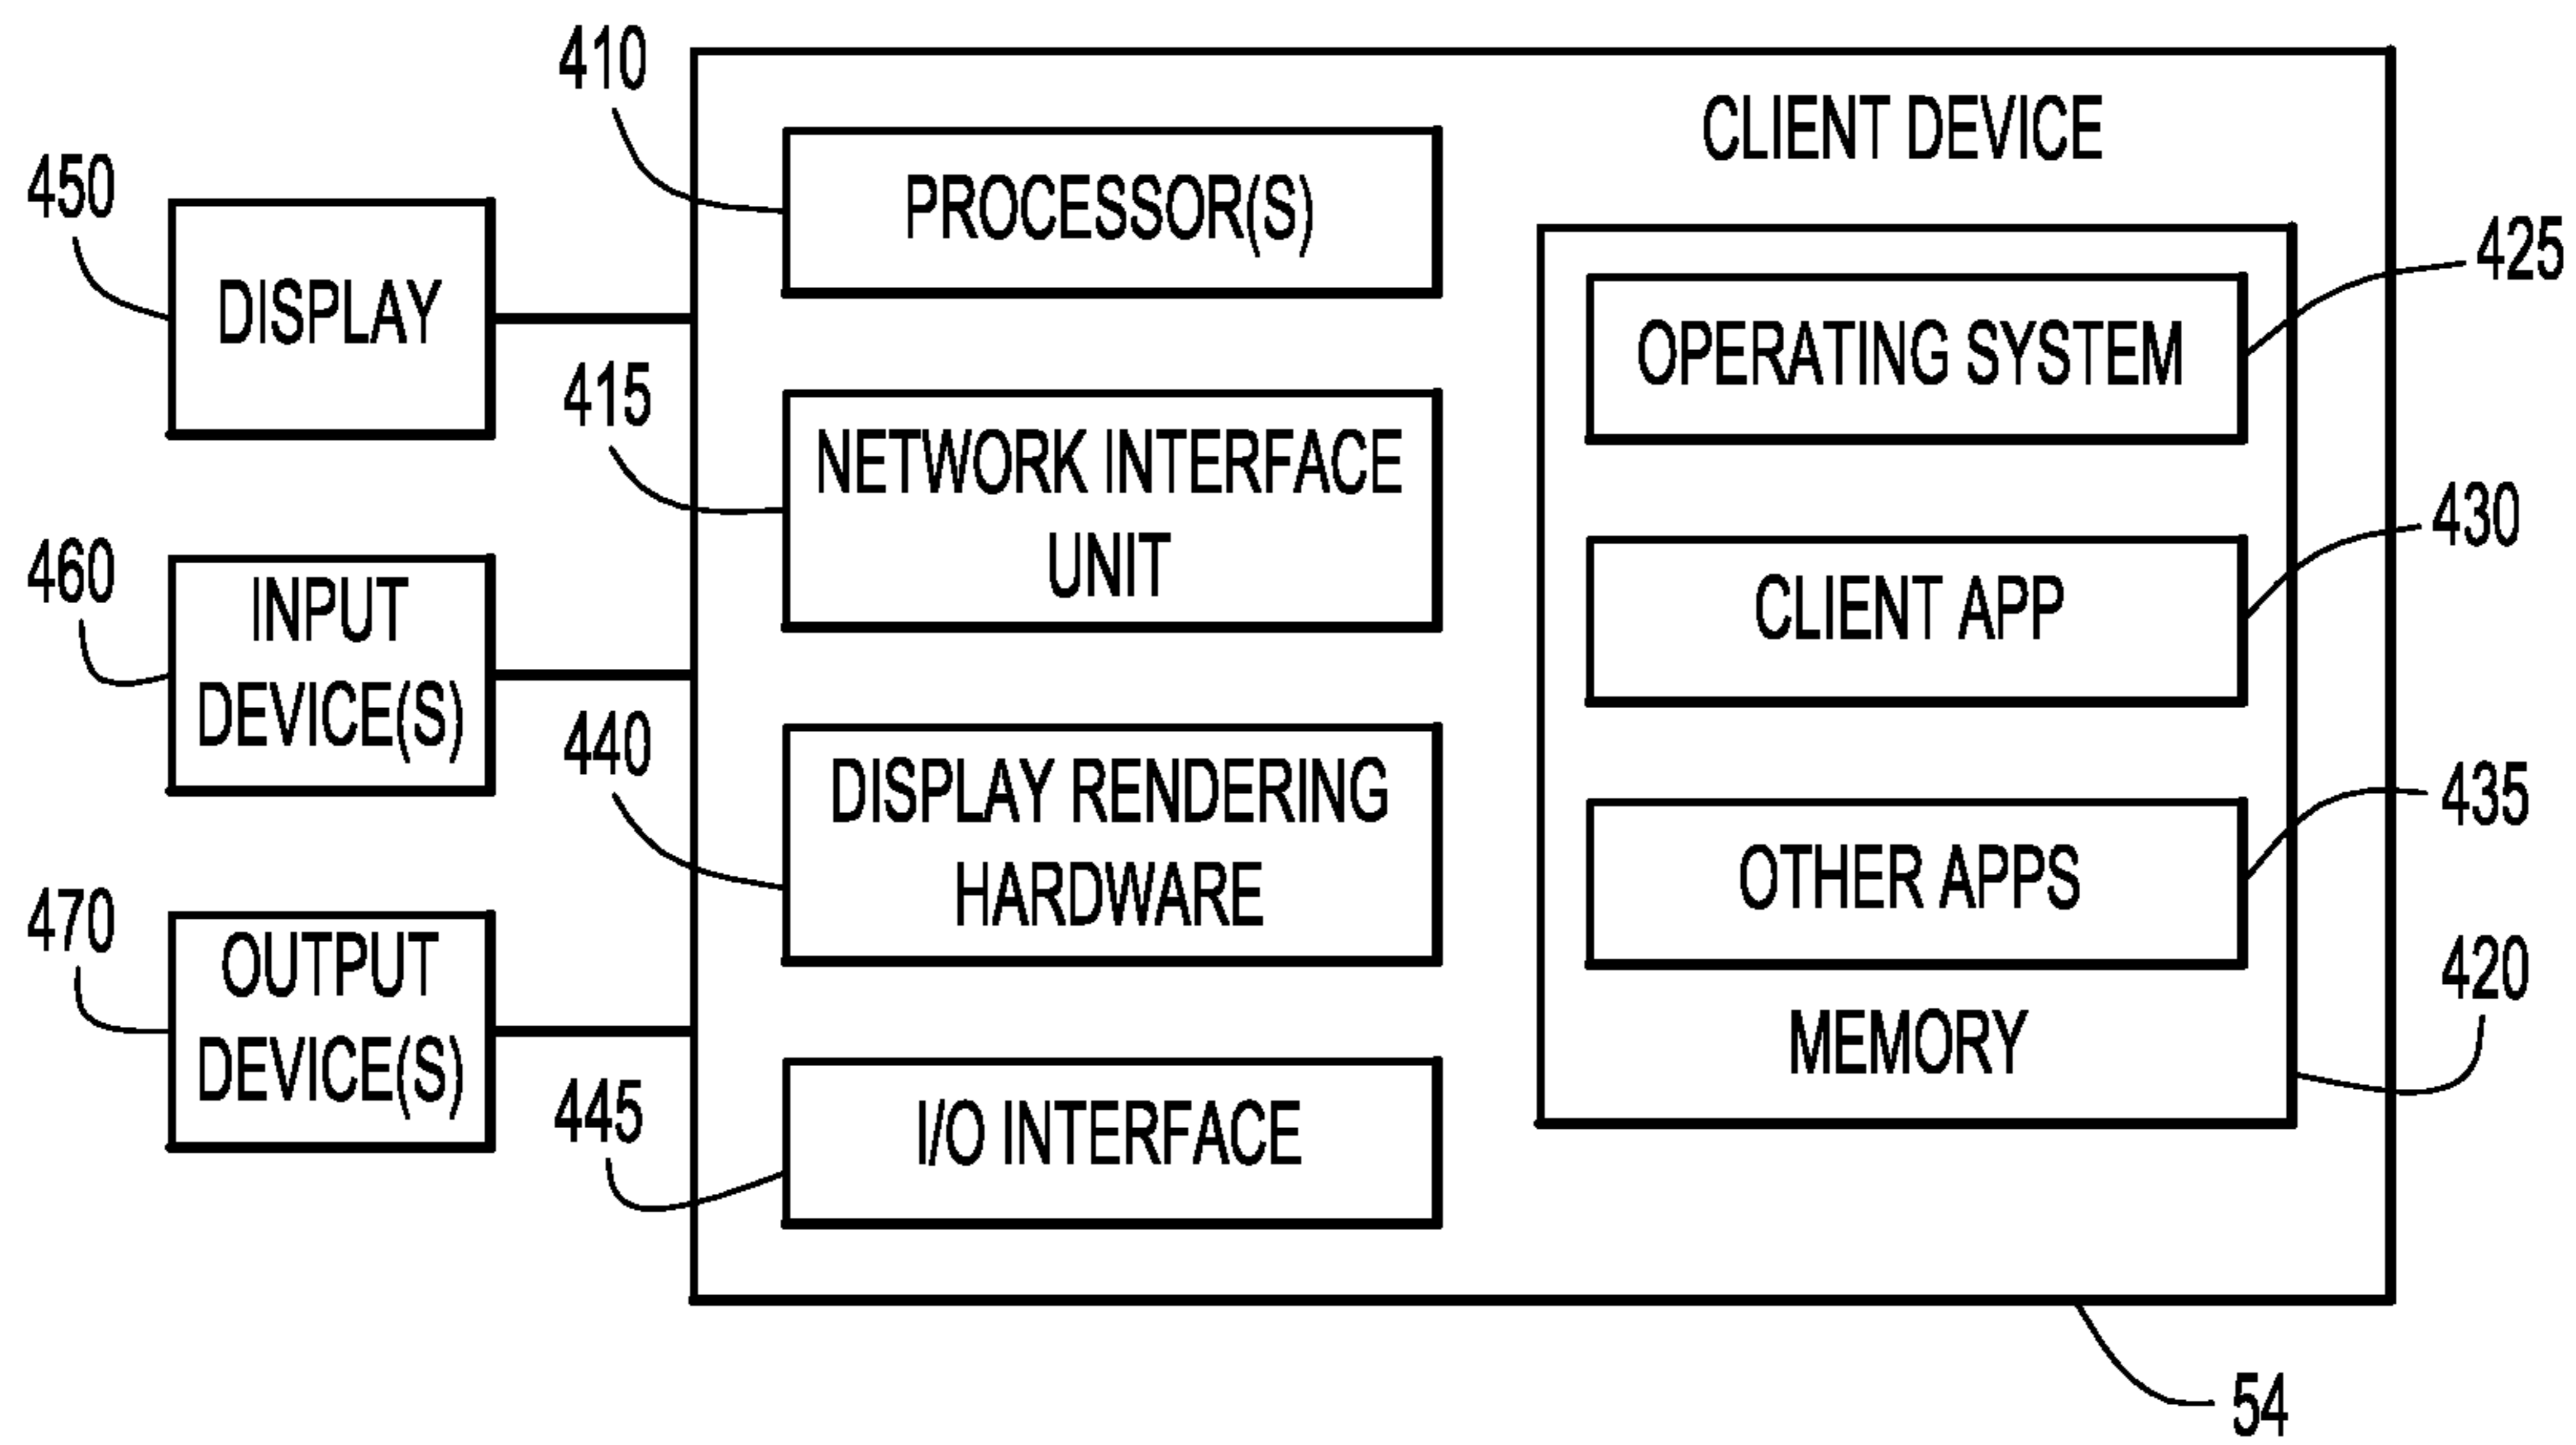 410
CLIENT DEVICE
450
PROCESSOR(S)
DISPLAY
425
OPERATING SYSTEM
415
NETWORK INTERFACE
UNIT
430
CLIENT APP
460
INPUT
DEVICE(S)
440
DISPLAY RENDERING
HARDWARE
435
OTHER APPS
470
OUTPUT
DEVICE(S)
420
MEMORY
445
I/O INTERFACE
54